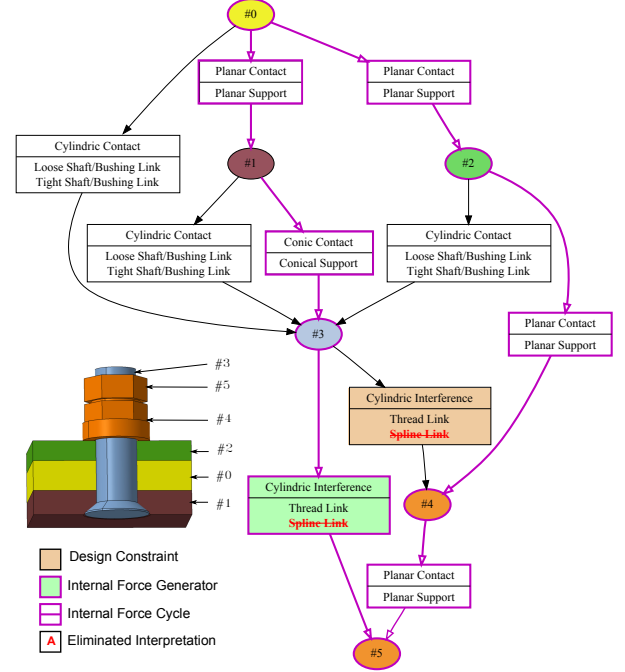 #0
Planar Contact
Planar Support
Planar Contact
Planar Support
Cylindric Contact
Loose Shaft/Bushing Link
Tight Shaft/Bushing Link
#1
#2
Cylindric Contact
Loose Shaft/Bushing Link
Tight Shaft/Bushing Link
Conic Contact
Conical Support
Cylindric Contact
Loose Shaft/Bushing Link
Tight Shaft/Bushing Link
Planar Contact
Planar Support
#3
#3
#5
#4
#2
#0
#1
Cylindric Interference
Thread Link
Spline Link
Cylindric Interference
Thread Link
Spline Link
#4
Planar Contact
Planar Support
#5
Design Constraint
Internal Force Generator
Internal Force Cycle
A Eliminated Interpretation